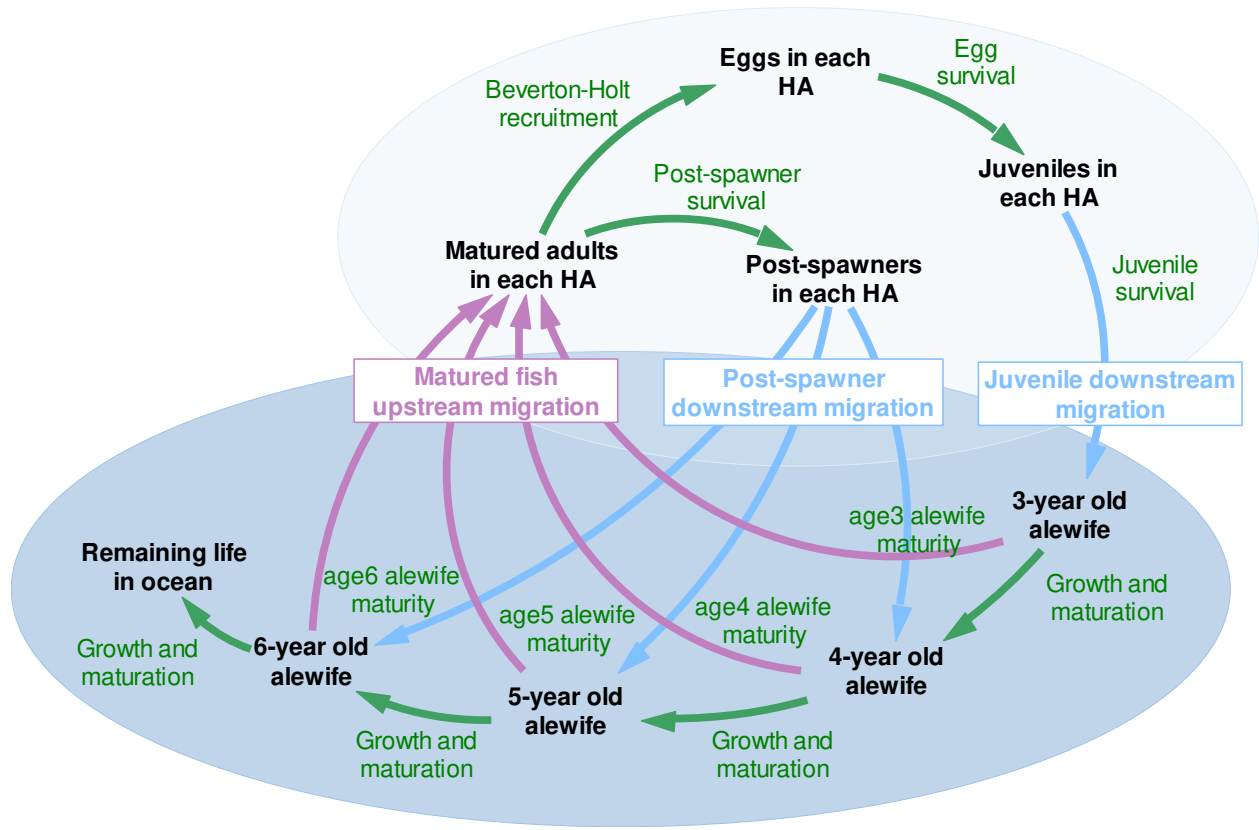 Eggs in each
HA
Egg
survival
Beverton-Holt
recruitment
Juveniles in
each HA
Post-spawner
survival
Matured adults
in each HA
Post-spawners
in each HA
Juvenile
survival
Matured fish
upstream migration
Post-spawner
downstream migration
Juvenile downstream
migration
3-year old
alewife
age3 alewife
maturity
Remaining life
in ocean
age6 alewife
maturity
age5 alewife
maturity
age4 alewife
maturity
Growth and
maturation
Growth and
maturation
6-year old
alewife
5-year old
alewife
4-year old
alewife
Growth and
maturation
Growth and
maturation